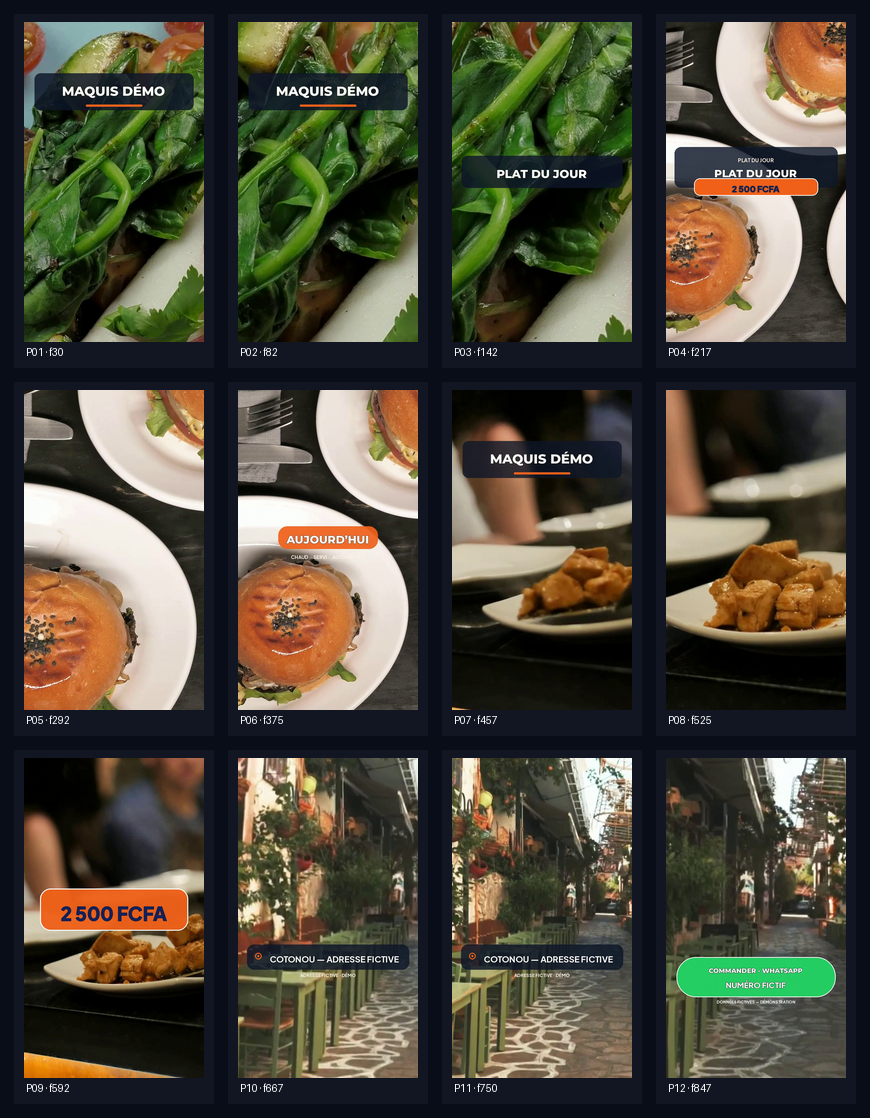 MAQUIS DÉMO
P01·f30
MAQUIS DÉMO
P02·f82
PLAT DU JOUR
P03·f142
PLAT DU JOUR
PLAT DU JOUR
2 500 FCFA
P04·f217
P05·f292
AUJOURD'HUI
CHAUD
P06·f375
MAQUIS DÉMO
P07·f457
P08·f525
2 500 FCFA
P09·f592
COTONOU — ADRESSE FICTIVE
ADRESSE FICTIVE · DÉMO
P10·f667
COTONOU — ADRESSE FICTIVE
ADRESSE FICTIVE · DÉMO
P11·f750
COMMANDER · WHATSAPP
NUMÉRO FICTIF
DONNÉES FICTIVES — DÉMONSTRATION
P12·f847